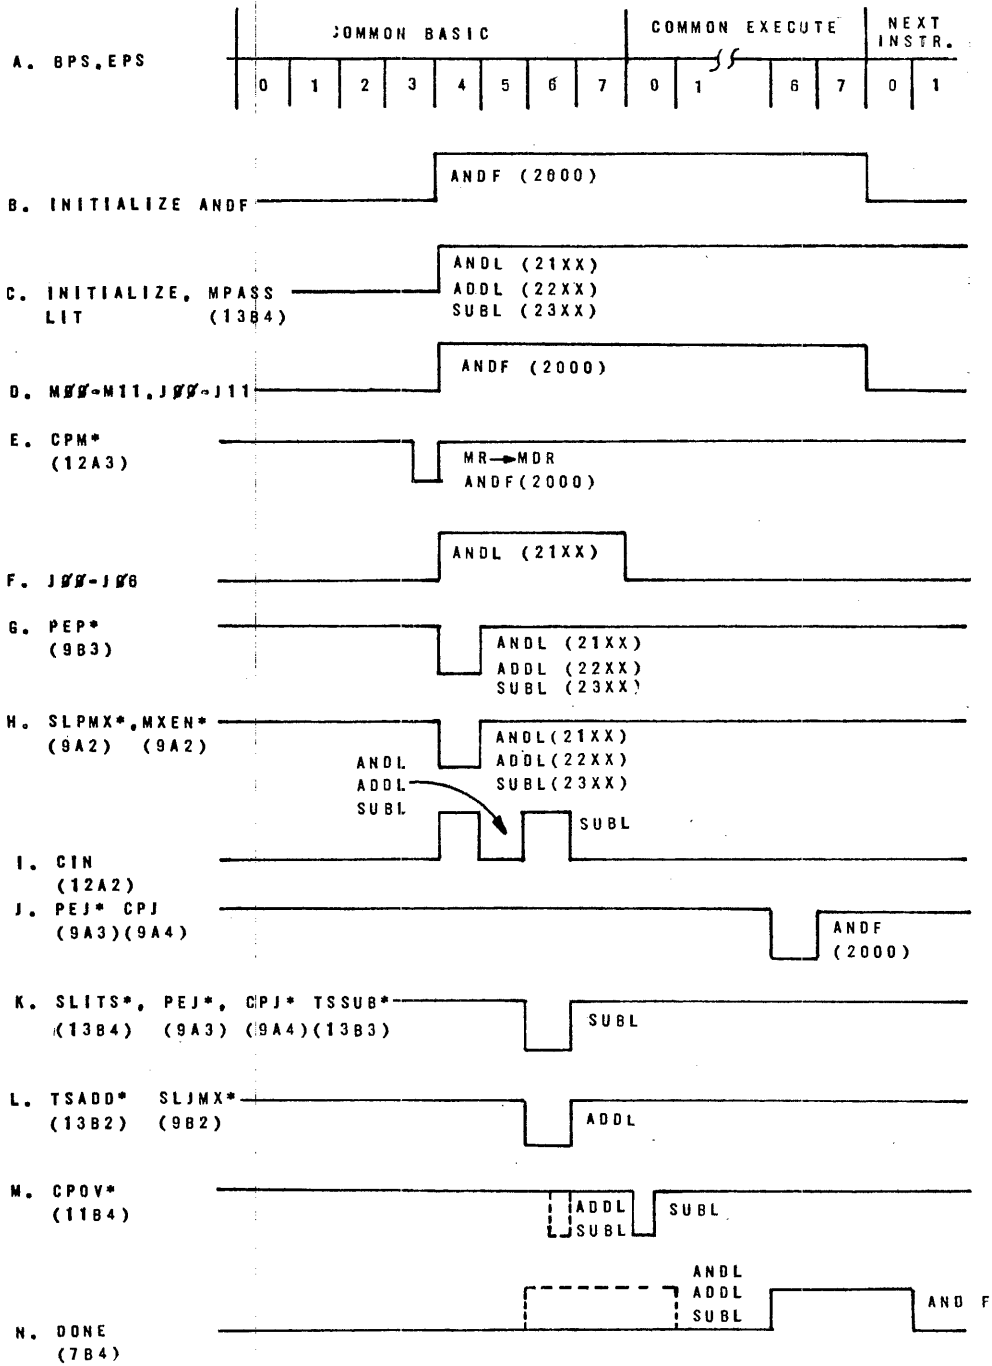 COMMON BASIC COMMON EXECUTE NEXT INSTR.
A. BPS,EPS
0 1 2 3 4 5 6 7 0 1 6 7 0 1
ANDF (2000)
B. INITIALIZE ANDF
ANDL (21XX)
C. INITIALIZE, MPASS ADDL (22XX)
LIT (13B4) SUBL (23XX)
ANDF (2000)
D. MØØ-M11,JØØ-J11
E. CPM*
(12A3) MR→MDR
ANDF(2000)
ANDL (21XX)
F. JØØ-JØ6
G. PEP*
(9B3) ANDL (21XX)
ADDL (22XX)
SUBL (23XX)
H. SLPMX*,MXEN*
(9A2) (9A2) ANDL(21XX)
ANDL ADDL(22XX)
ADDL SUBL(23XX)
SUBL SUBL
I. CIN
(12A2)
J. PEJ* CPJ
(9A3)(9A4) ANDF
(2000)
K. SLITS*, PEJ*, CPJ* TSSUB*
(13B4) (9A3) (9A4)(13B3) SUBL
L. TSADD* SLJMX*
(13B2) (9B2) ADDL
M. CPOV*
(11B4) ADDL SUBL
SUBL
ANDL
ADDL AND F
SUBL
N. DONE
(7B4)